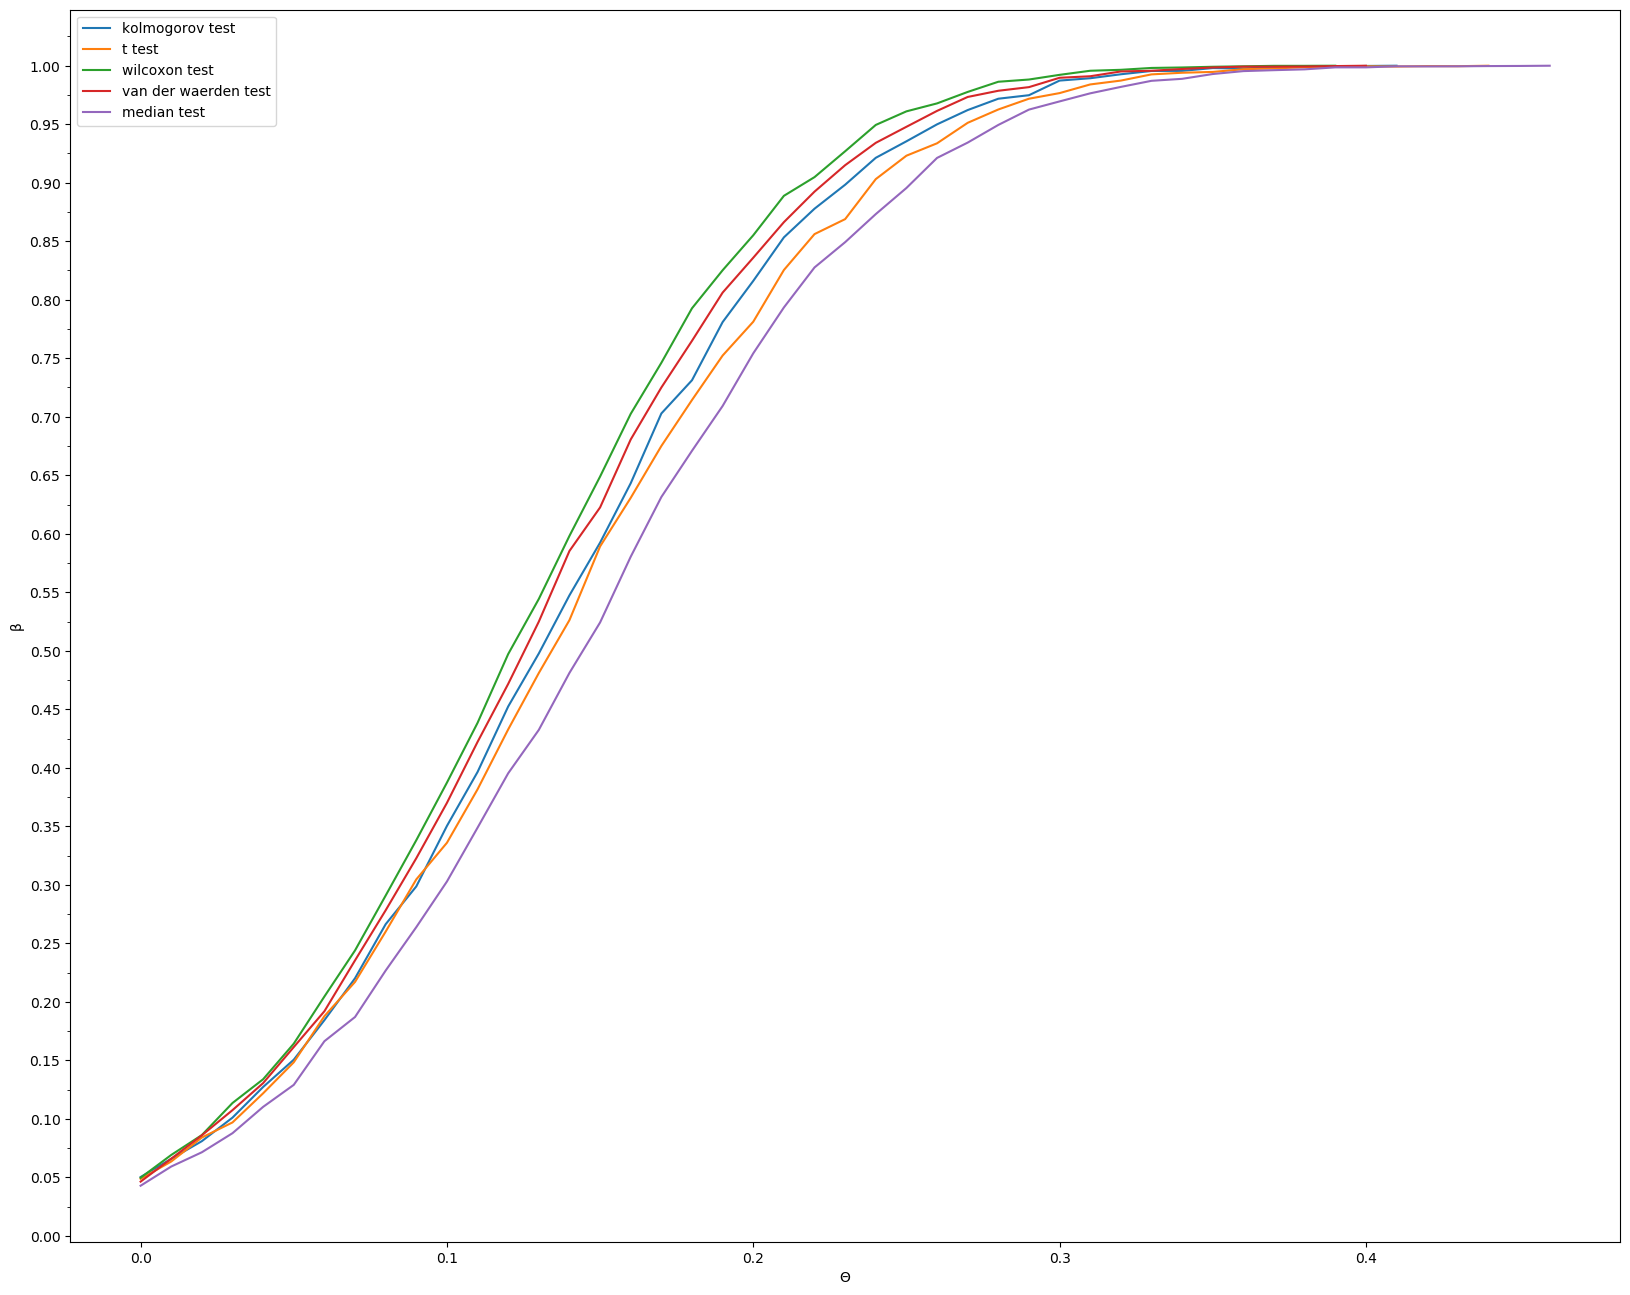 kolmogorov test
t test
wilcoxon test
van der waerden test
median test
1.00
0.95
0.90
0.85
0.80
0.75
0.70
0.65
0.60
0.55
0.50
0.45
0.40
0.35
0.30
0.25
0.20
0.15
0.10
0.05
0.00
β
0.0 0.1 0.2 0.3 0.4
Θ